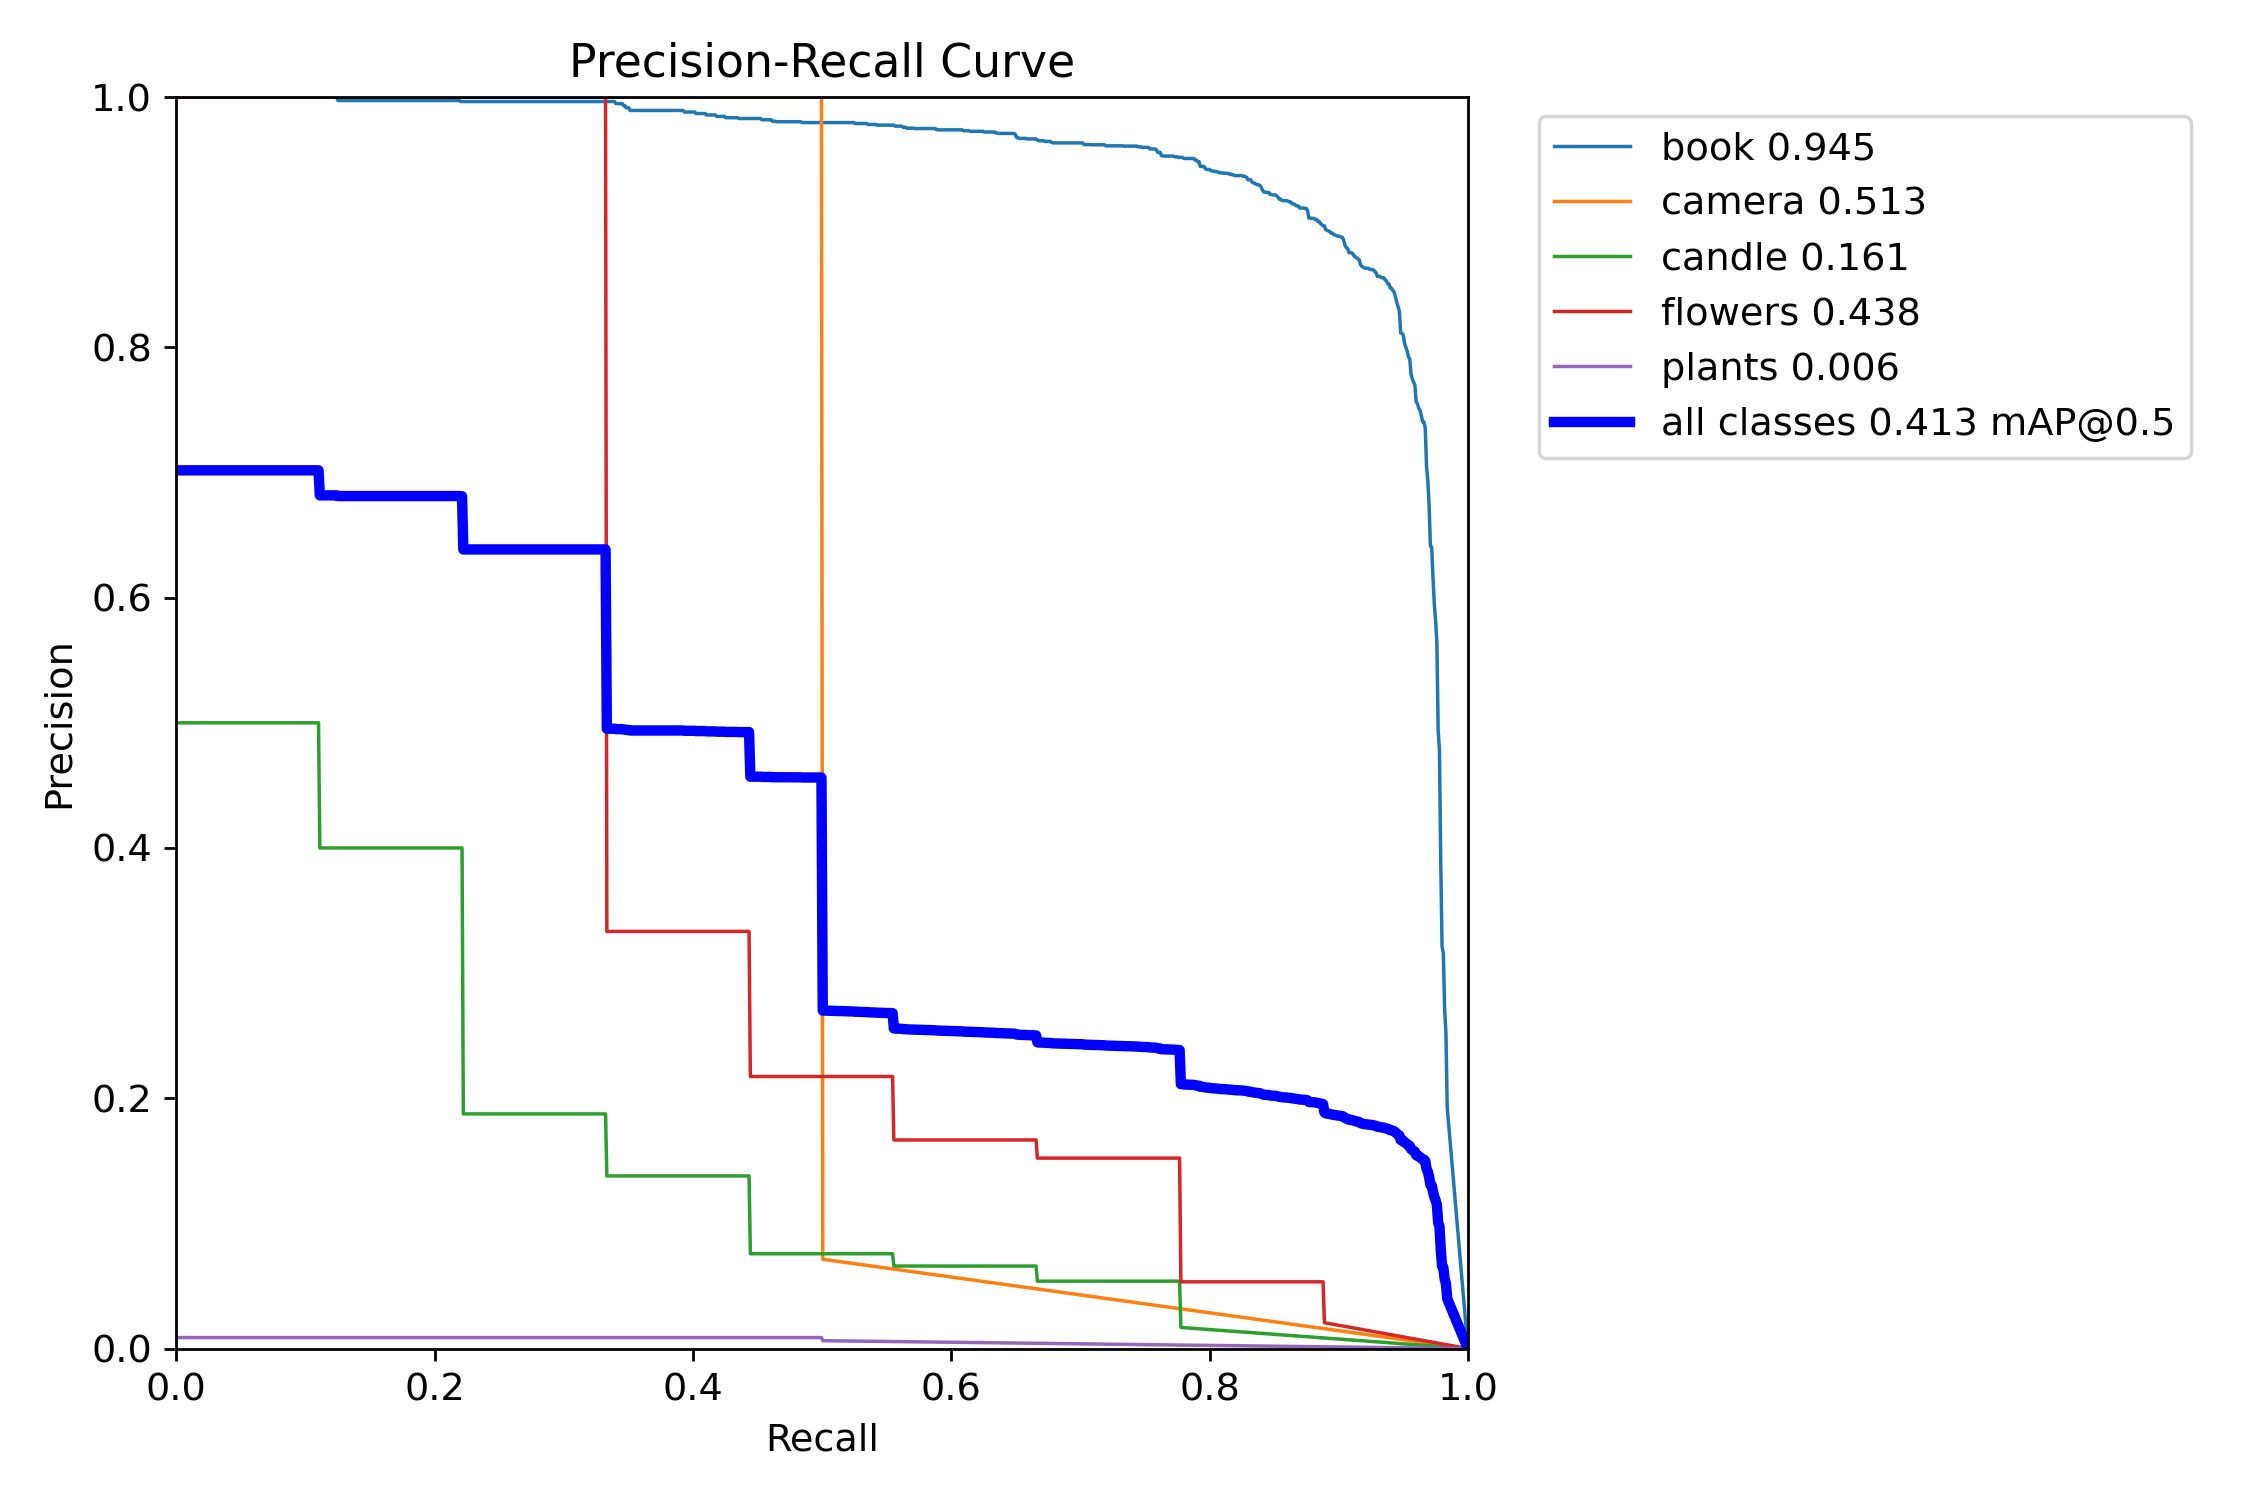 Precision-Recall Curve
1.0
0.8
0.6
0.4
0.2
0.0
Precision
0.0 0.2 0.4 0.6 0.8 1.0
Recall
book 0.945
camera 0.513
candle 0.161
flowers 0.438
plants 0.006
all classes 0.413 mAP@0.5